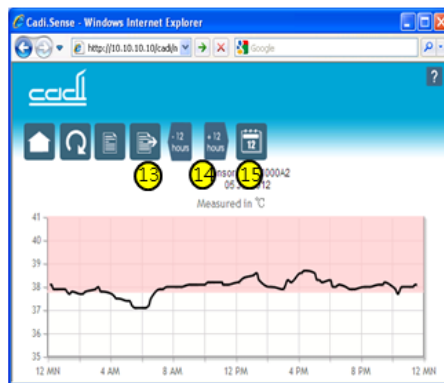 Cadi.Sense - Windows Internet Explorer
http://10.10.10.10/cadi/h
Google
cadi
?
- 12 hours
+ 12 hours
12
13
14
15
000A2
Measured in °C
41
40
39
38
37
36
35
12 MN
4 AM
8 AM
12 PM
4 PM
8 PM
12 MN